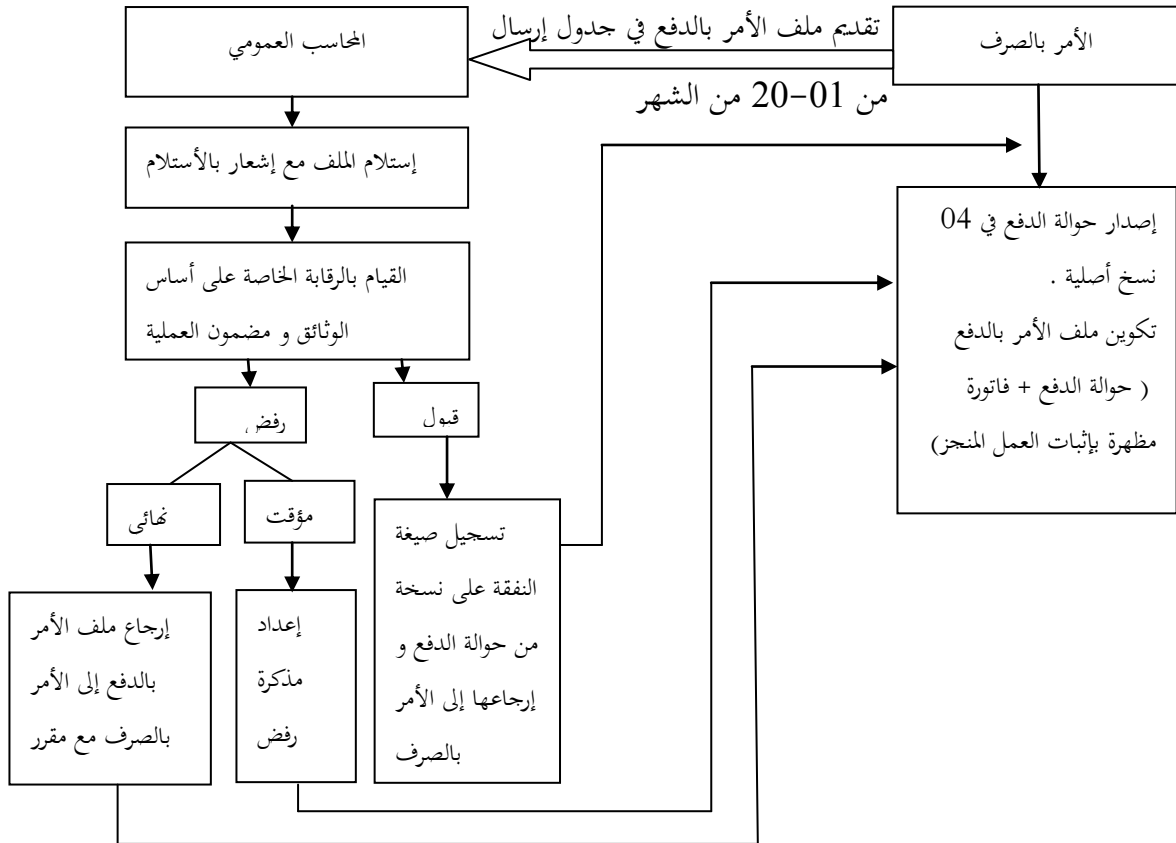 الأمر بالصرف
تقديم ملف الأمر بالدفع في جدول إرسال
من 01-20 من الشهر
المحاسب العمومي
إستلام الملف مع إشعار بالأستلام
القيام بالرقابة الخاصة على أساس
الوثائق و مضمون العملية
قبول
رفض
مؤقت
نهائى
تسجيل صيغة
النفقة على نسخة
من حوالة الدفع و
إرجاعها إلى الأمر
بالصرف
إعداد
مذكرة
رفض
إرجاع ملف الأمر
بالدفع إلى الأمر
بالصرف مع مقرر
إصدار حوالة الدفع في 04
نسخ أصلية .
تكوين ملف الأمر بالدفع
( حوالة الدفع + فاتورة
مظهرة بإثبات العمل المنجز)